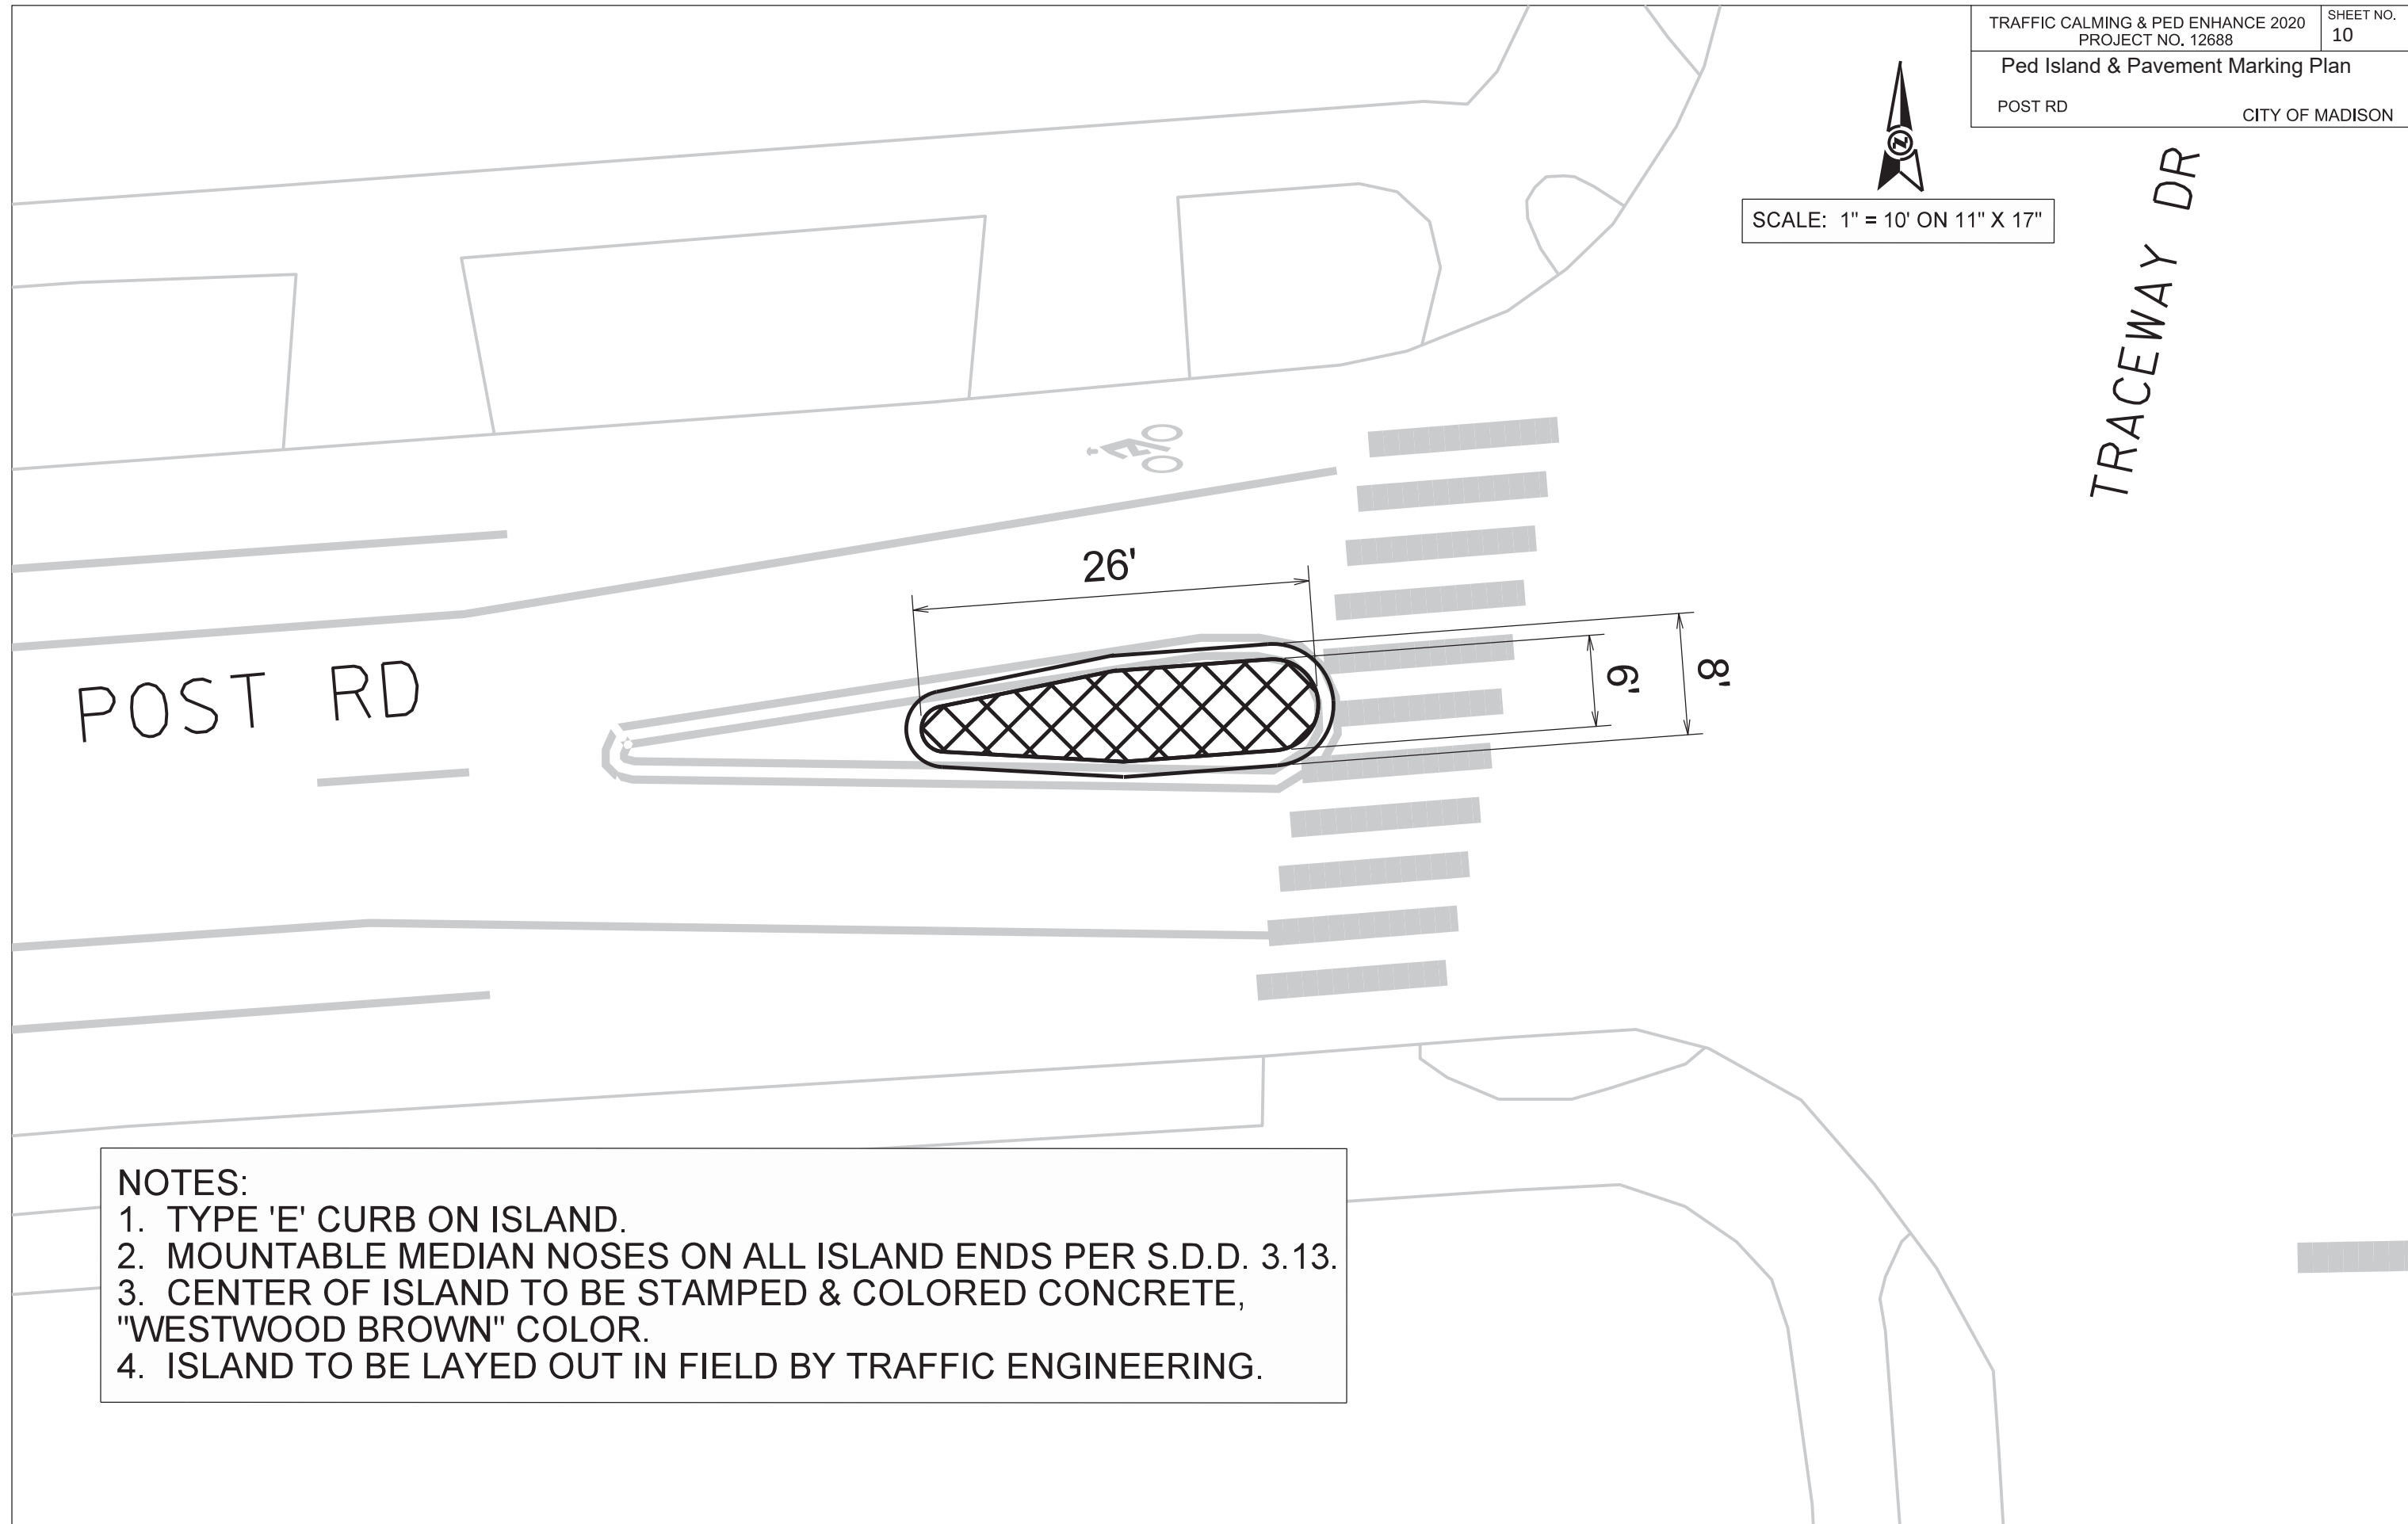 TRAFFIC CALMING & PED ENHANCE 2020
PROJECT NO. 12688
SHEET NO.
10
Ped Island & Pavement Marking Plan
POST RD
CITY OF MADISON
N
SCALE: 1" = 10' ON 11" X 17"
TRACEWAY DR
26'
6'
8'
POST RD
NOTES:
1. TYPE 'E' CURB ON ISLAND.
2. MOUNTABLE MEDIAN NOSES ON ALL ISLAND ENDS PER S.D.D. 3.13.
3. CENTER OF ISLAND TO BE STAMPED & COLORED CONCRETE,
"WESTWOOD BROWN" COLOR.
4. ISLAND TO BE LAYED OUT IN FIELD BY TRAFFIC ENGINEERING.